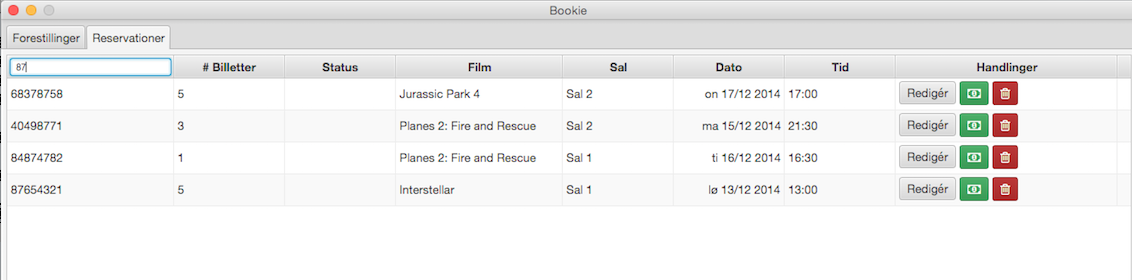 Bookie
Forestillinger Reservationer
87 # Billetter Status Film Sal Dato Tid Handlinger
68378758 5 Jurassic Park 4 Sal 2 on 17/12 2014 17:00 Redigér
40498771 3 Planes 2: Fire and Rescue Sal 2 ma 15/12 2014 21:30 Redigér
84874782 1 Planes 2: Fire and Rescue Sal 1 ti 16/12 2014 16:30 Redigér
87654321 5 Interstellar Sal 1 lø 13/12 2014 13:00 Redigér